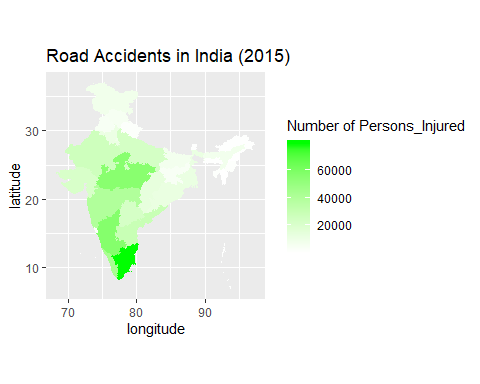 Road Accidents in India (2015)
latitude
30
20
10
70 80 90
longitude
Number of Persons_Injured
60000
40000
20000